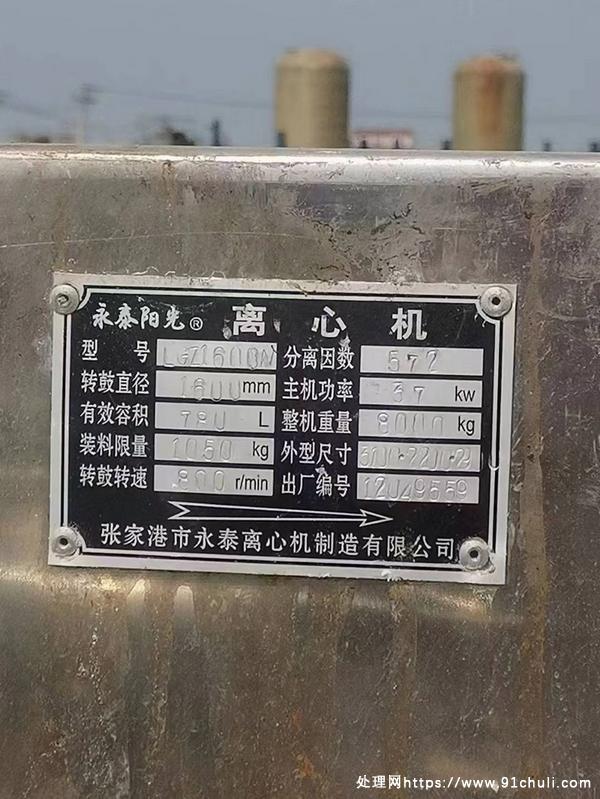 永泰阳光® 离心机
型号 LGZ1600N 分离因数 572
转鼓直径 1600mm 主机功率 37 kw
有效容积 780 L 整机重量 8000 kg
装料限量 1050 kg 外型尺寸
转鼓转速 800 r/min 出厂编号 12049559
张家港市永泰离心机制造有限公司
处理网https://www.91chuli.com